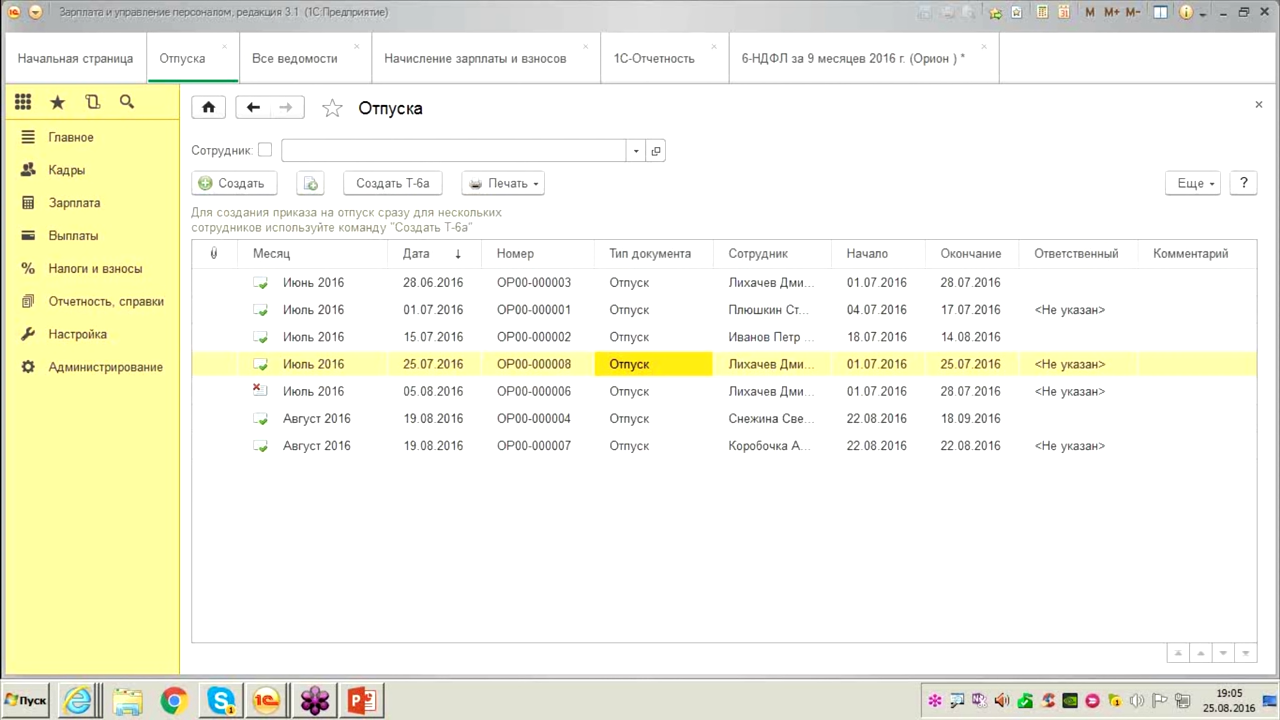 Зарплата и управление персоналом, редакция 3.1 (1С:Предприятие)
M M+ M-
Начальная страница Отпуска Все ведомости Начисление зарплаты и взносов 1С-Отчетность 6-НДФЛ за 9 месяцев 2016 г. (Орион ) *
Отпуска
Главное
Кадры
Зарплата
Выплаты
Налоги и взносы
Отчетность, справки
Настройка
Администрирование
Сотрудник:
Создать Создать Т-6а Печать Еще ?
Для создания приказа на отпуск сразу для нескольких
сотрудников используйте команду "Создать Т-6а"
Месяц Дата ↓ Номер Тип документа Сотрудник Начало Окончание Ответственный Комментарий
Июнь 2016 28.06.2016 ОР00-000003 Отпуск Лихачев Дми... 01.07.2016 28.07.2016
Июль 2016 01.07.2016 ОР00-000001 Отпуск Плюшкин Ст... 04.07.2016 17.07.2016 <Не указан>
Июль 2016 15.07.2016 ОР00-000002 Отпуск Иванов Петр ... 18.07.2016 14.08.2016
Июль 2016 25.07.2016 ОР00-000008 Отпуск Лихачев Дми... 01.07.2016 25.07.2016 <Не указан>
Июль 2016 05.08.2016 ОР00-000006 Отпуск Лихачев Дми... 01.07.2016 28.07.2016 <Не указан>
Август 2016 19.08.2016 ОР00-000004 Отпуск Снежина Све... 22.08.2016 18.09.2016
Август 2016 19.08.2016 ОР00-000007 Отпуск Коробочка А... 22.08.2016 22.08.2016 <Не указан>
Пуск
19:05
25.08.2016